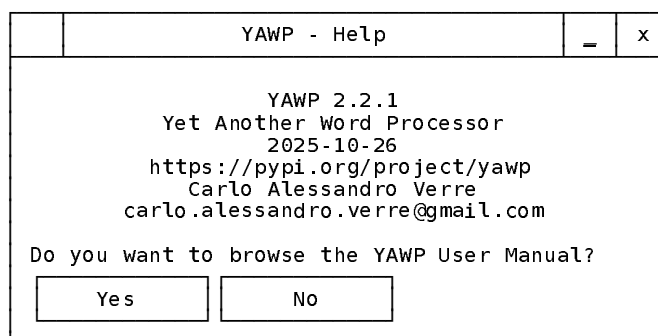 YAWP - Help _ x
YAWP 2.2.1
Yet Another Word Processor
2025-10-26
https://pypi.org/project/yawp
Carlo Alessandro Verre
carlo.alessandro.verre@gmail.com
Do you want to browse the YAWP User Manual?
Yes No